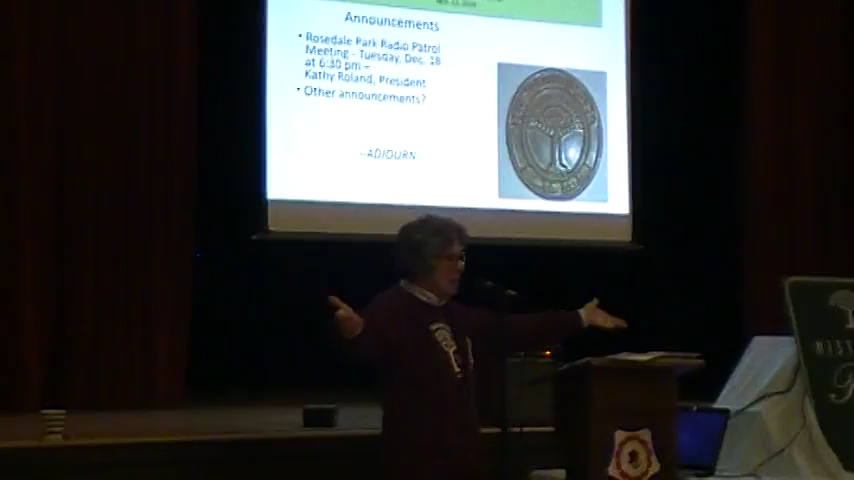 Announcements
• Rosedale Park Radio Patrol
Meeting - Tuesday, Dec. 18
at 6:30 pm –
Kathy Roland, President
• Other announcements?
~ADJOURN~